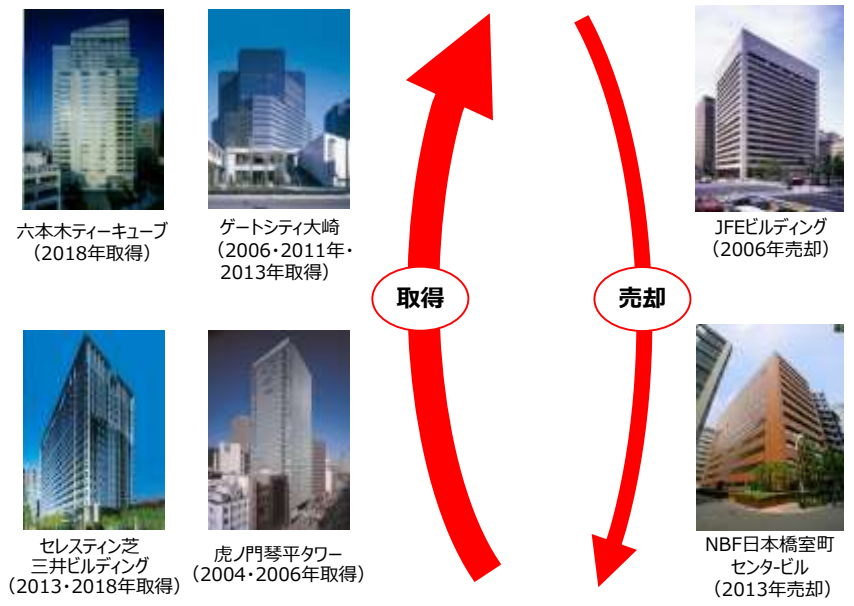 六本木ティーキューブ
（2018年取得）
ゲートシティ大崎
（2006・2011年・
2013年取得）
取得
売却
JFEビルディング
（2006年売却）
セレスティン芝
三井ビルディング
（2013・2018年取得）
虎ノ門琴平タワー
（2004・2006年取得）
NBF日本橋室町
センタービル
（2013年売却）